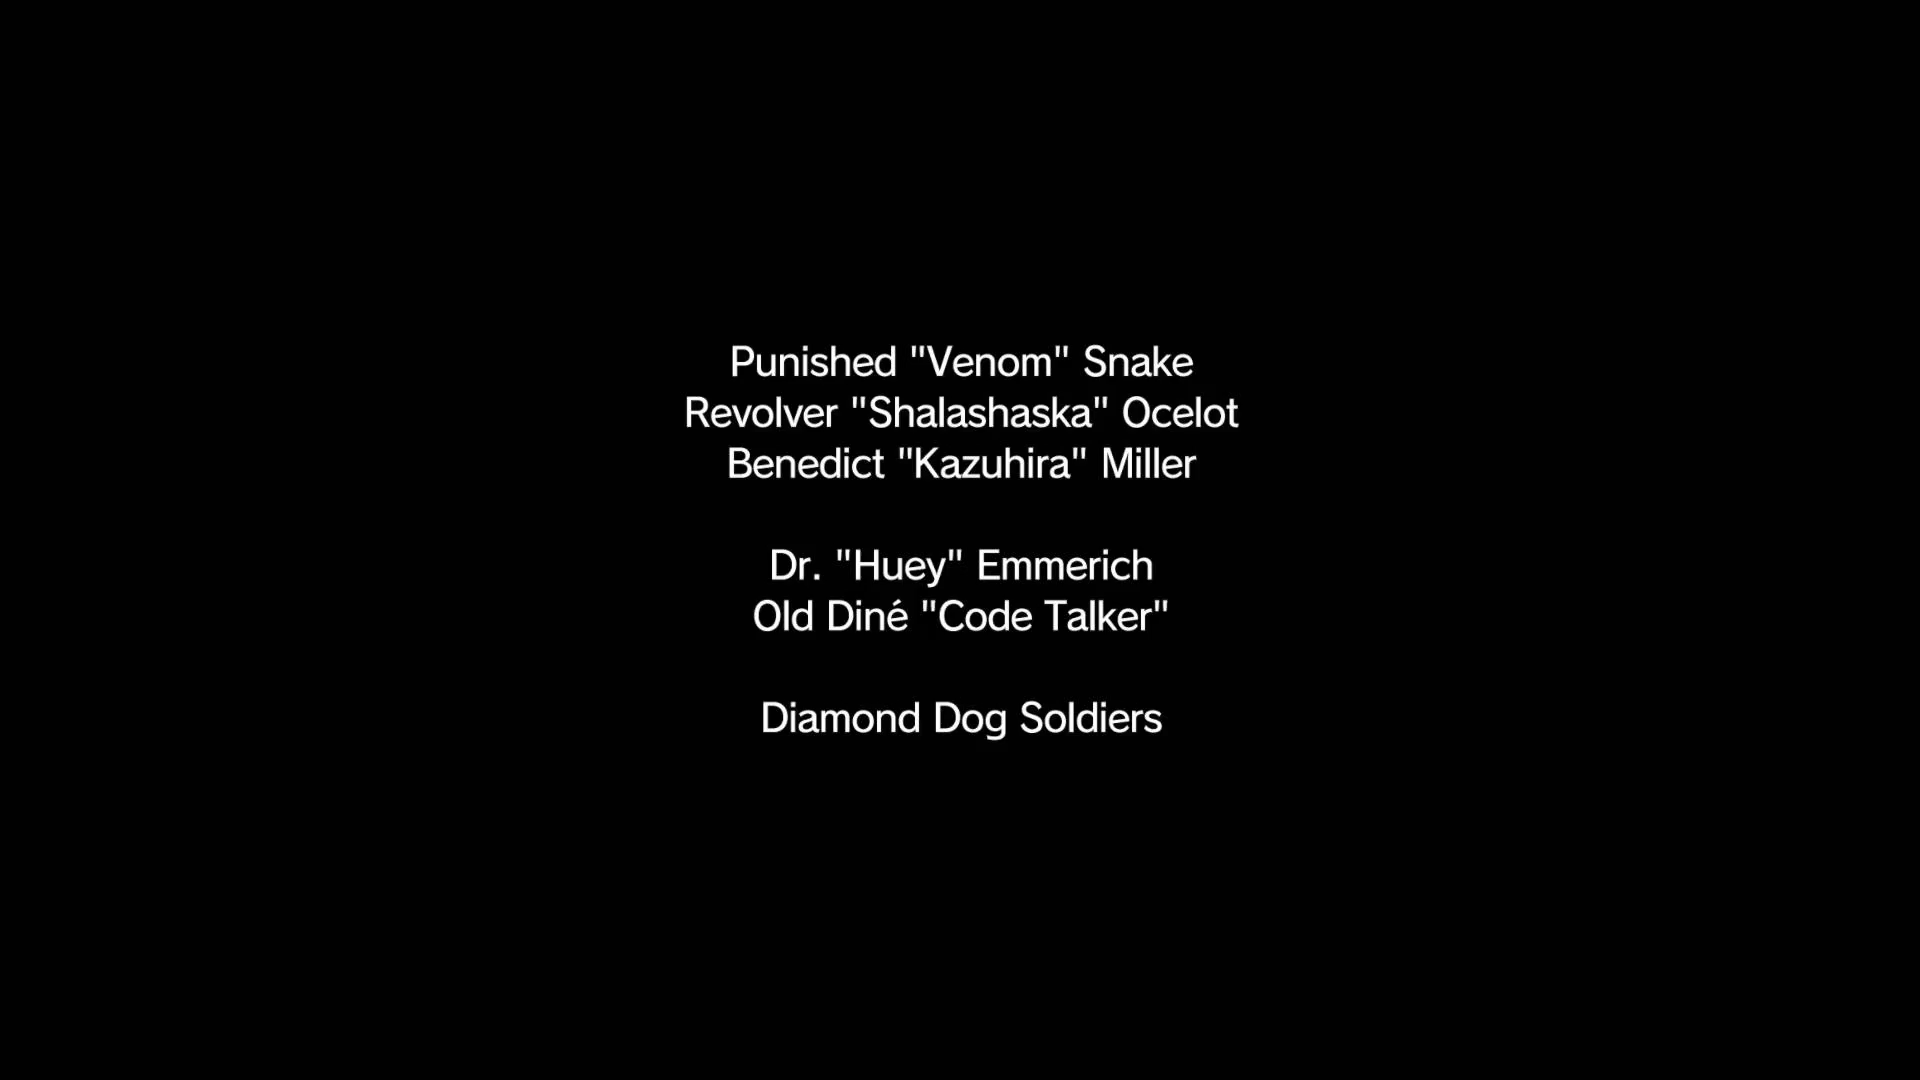 Punished "Venom" Snake
Revolver "Shalashaska" Ocelot
Benedict "Kazuhira" Miller
Dr. "Huey" Emmerich
Old Diné "Code Talker"
Diamond Dog Soldiers